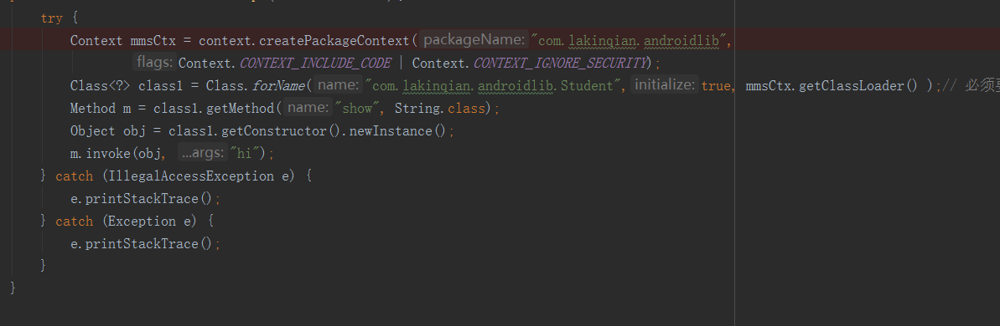 try {
Context mmsCtx = context.createPackageContext( packageName: "com.lakinqian.androidlib",
flags: Context.CONTEXT_INCLUDE_CODE | Context.CONTEXT_IGNORE_SECURITY);
Class<?> class1 = Class.forName( name: "com.lakinqian.androidlib.Student", initialize: true, mmsCtx.getClassLoader() );// 必须
Method m = class1.getMethod( name: "show", String.class);
Object obj = class1.getConstructor().newInstance();
m.invoke(obj, ...args: "hi");
} catch (IllegalAccessException e) {
e.printStackTrace();
} catch (Exception e) {
e.printStackTrace();
}
}